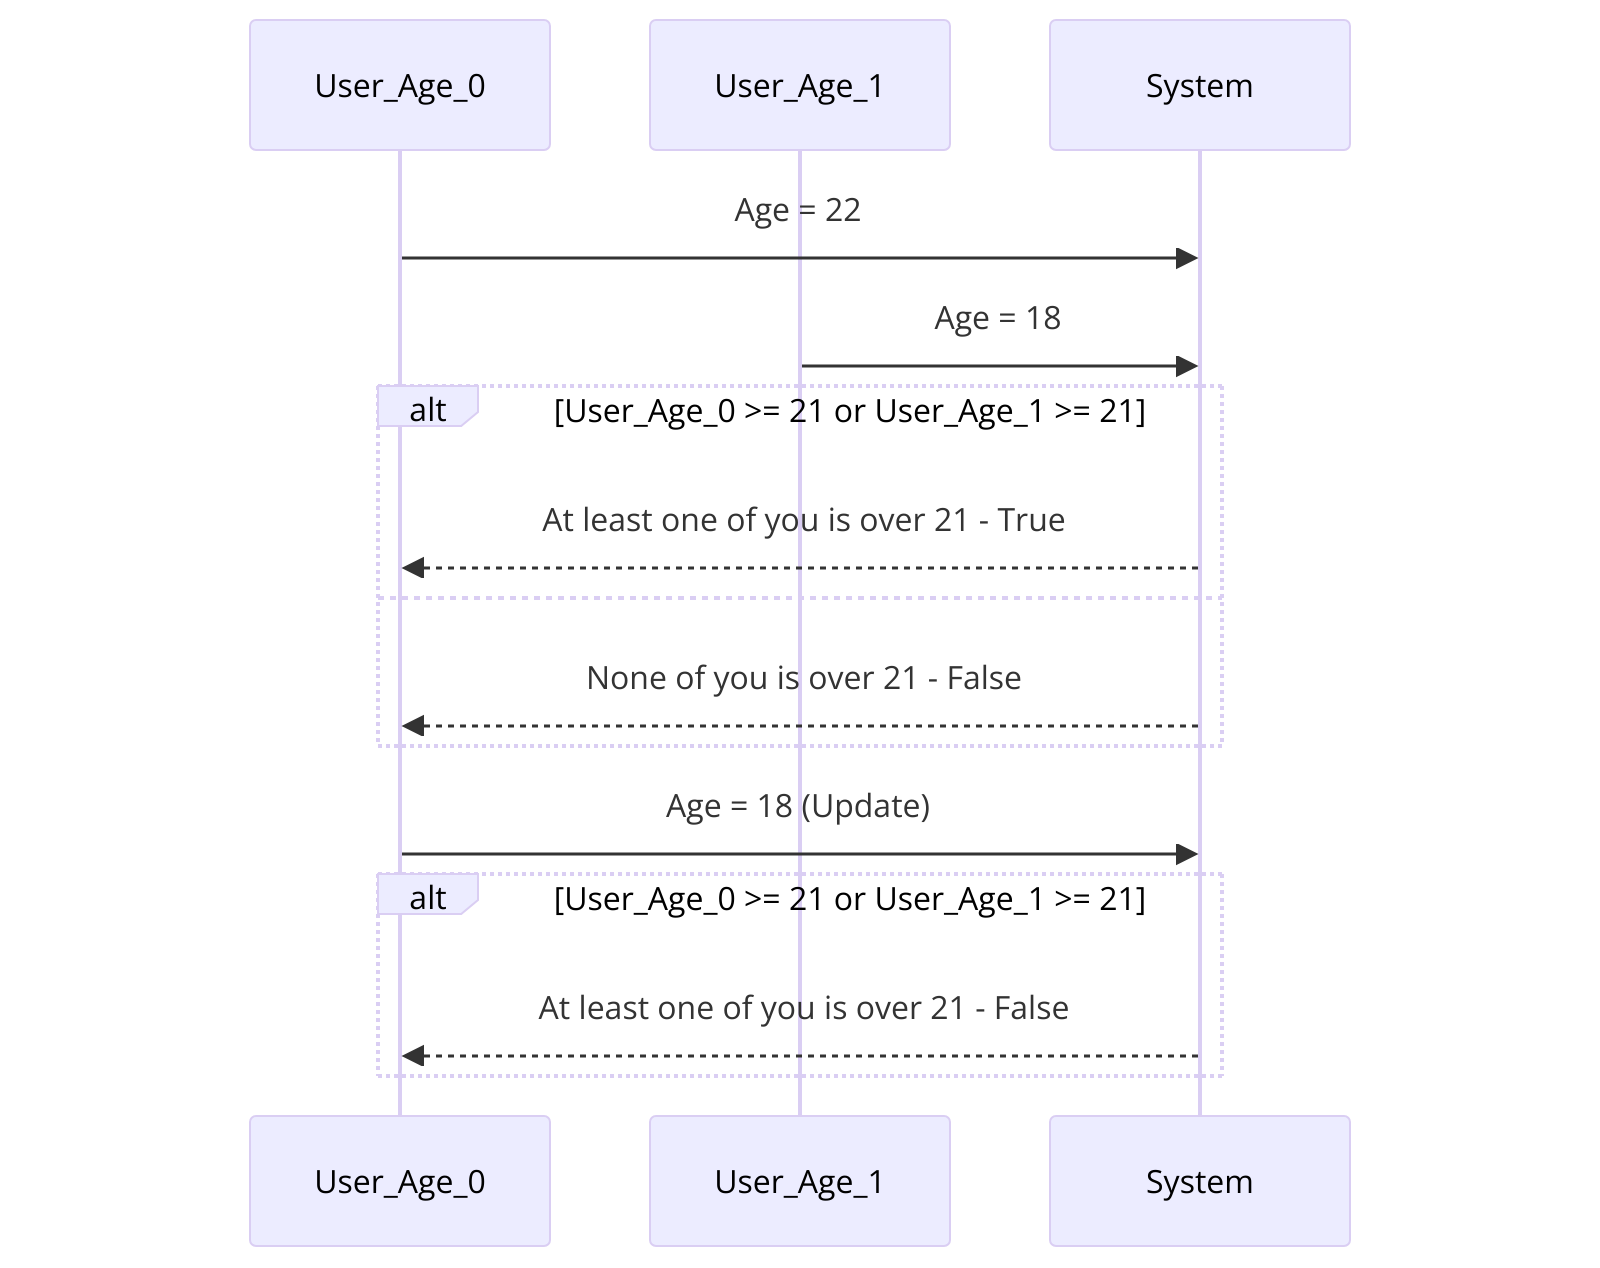 User_Age_0
User_Age_1
System
Age = 22
Age = 18
alt
[User_Age_0 >= 21 or User_Age_1 >= 21]
At least one of you is over 21 - True
None of you is over 21 - False
Age = 18 (Update)
alt
[User_Age_0 >= 21 or User_Age_1 >= 21]
At least one of you is over 21 - False
User_Age_0
User_Age_1
System